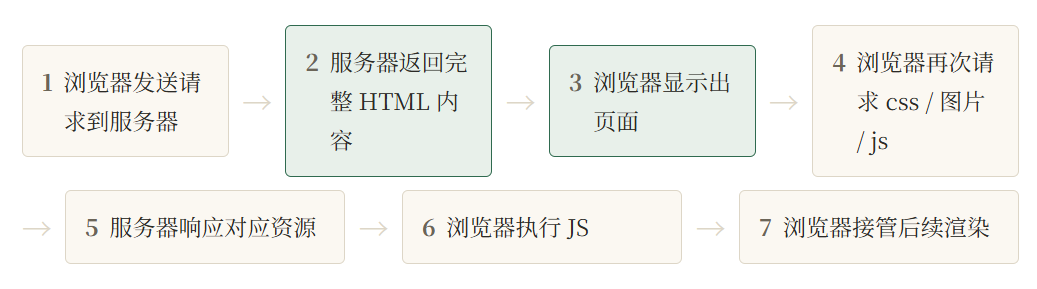 1 浏览器发送请
求到服务器
2 服务器返回完
整 HTML 内
容
3 浏览器显示出
页面
4 浏览器再次请
求 css / 图片
/ js
5 服务器响应对应资源
6 浏览器执行 JS
7 浏览器接管后续渲染